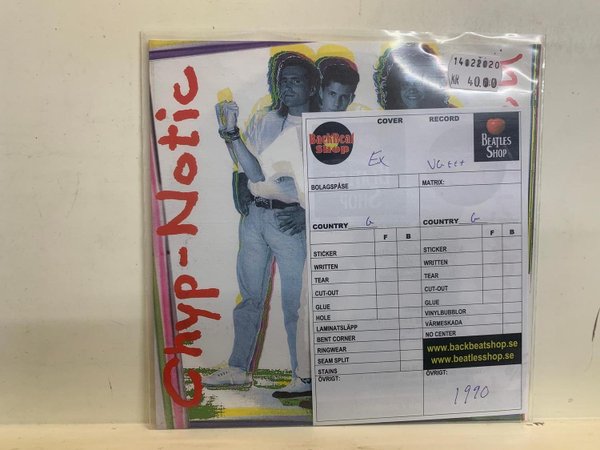 Chyp-Notic
14022020
KR 40.00
COVER RECORD
BackBeat Shop
BEATLES SHOP
Ex
BOLAGSPÅSE MATRIX:
COUNTRY G COUNTRY G
F B F B
STICKER STICKER
WRITTEN WRITTEN
TEAR TEAR
CUT-OUT CUT-OUT
GLUE GLUE
HOLE VINYLBUBBLOR
LAMINATSLÄPP VÄRMESKADA
BENT CORNER NO CENTER
RINGWEAR
SEAM SPLIT
STAINS
www.backbeatshop.se
www.beatlesshop.se
ÖVRIGT: ÖVRIGT:
1990